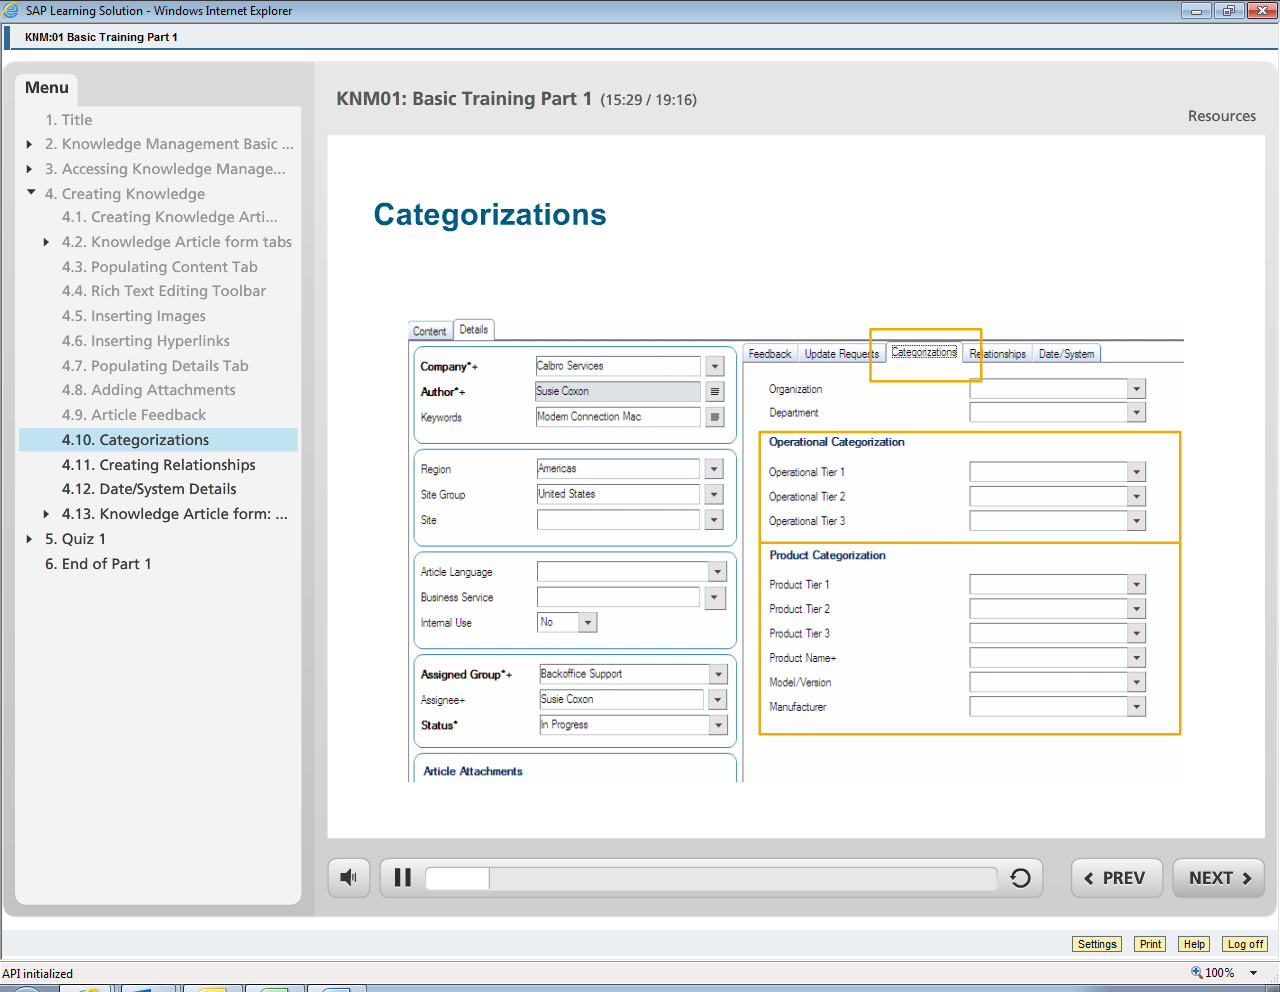 SAP Learning Solution - Windows Internet Explorer
KNM:01 Basic Training Part 1
Menu
1. Title
2. Knowledge Management Basic ...
3. Accessing Knowledge Manage...
4. Creating Knowledge
4.1. Creating Knowledge Arti...
4.2. Knowledge Article form tabs
4.3. Populating Content Tab
4.4. Rich Text Editing Toolbar
4.5. Inserting Images
4.6. Inserting Hyperlinks
4.7. Populating Details Tab
4.8. Adding Attachments
4.9. Article Feedback
4.10. Categorizations
4.11. Creating Relationships
4.12. Date/System Details
4.13. Knowledge Article form: ...
5. Quiz 1
6. End of Part 1
KNM01: Basic Training Part 1 (15:29 / 19:16)
Resources
Categorizations
Content Details
Company*+ Calbro Services
Author*+ Susie Coxon
Keywords Modem Connection Mac
Region Americas
Site Group United States
Site
Article Language
Business Service
Internal Use No
Assigned Group*+ Backoffice Support
Assignee+ Susie Coxon
Status* In Progress
Article Attachments
Feedback Update Requests Categorizations Relationships Date/System
Organization
Department
Operational Categorization
Operational Tier 1
Operational Tier 2
Operational Tier 3
Product Categorization
Product Tier 1
Product Tier 2
Product Tier 3
Product Name+
Model/Version
Manufacturer
PREV NEXT
Settings Print Help Log off
API initialized 100%